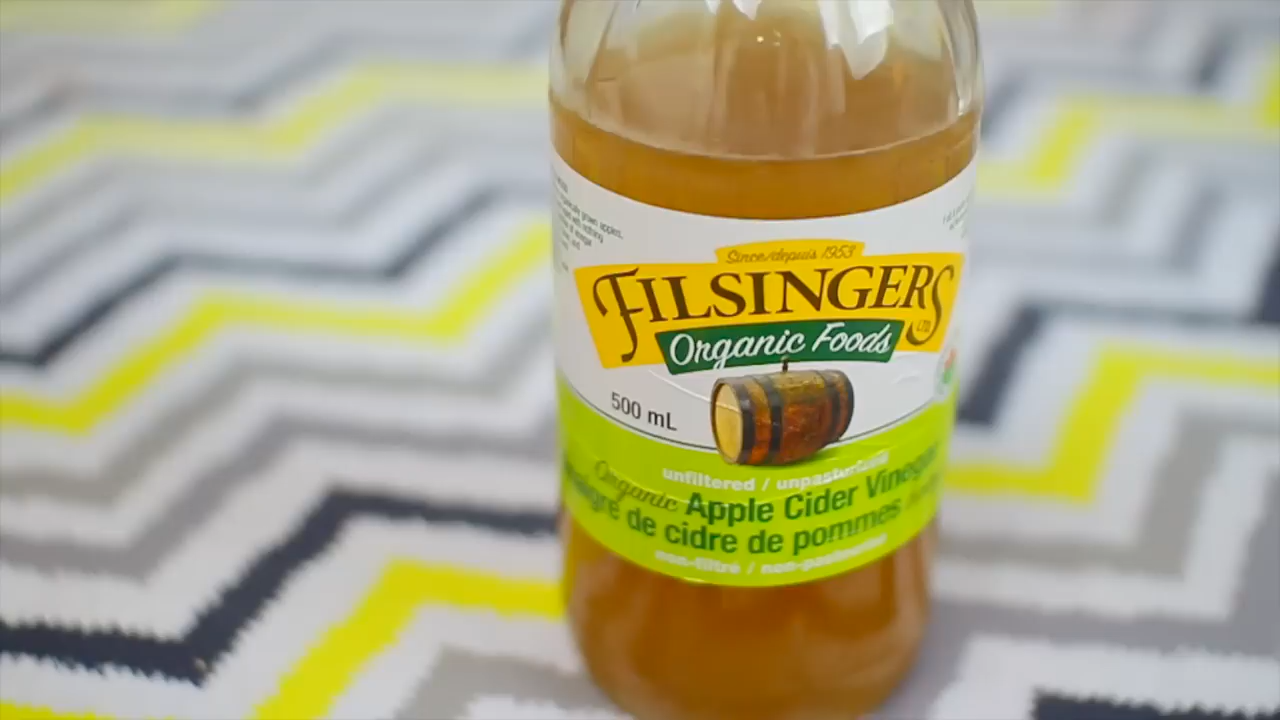 Since/depuis 1953
FILSINGER'S
LTD.
Organic Foods
500 mL
unfiltered / unpasteurized
Organic Apple Cider Vinegar
de cidre de pommes
non-filtré / non-pasteurisé